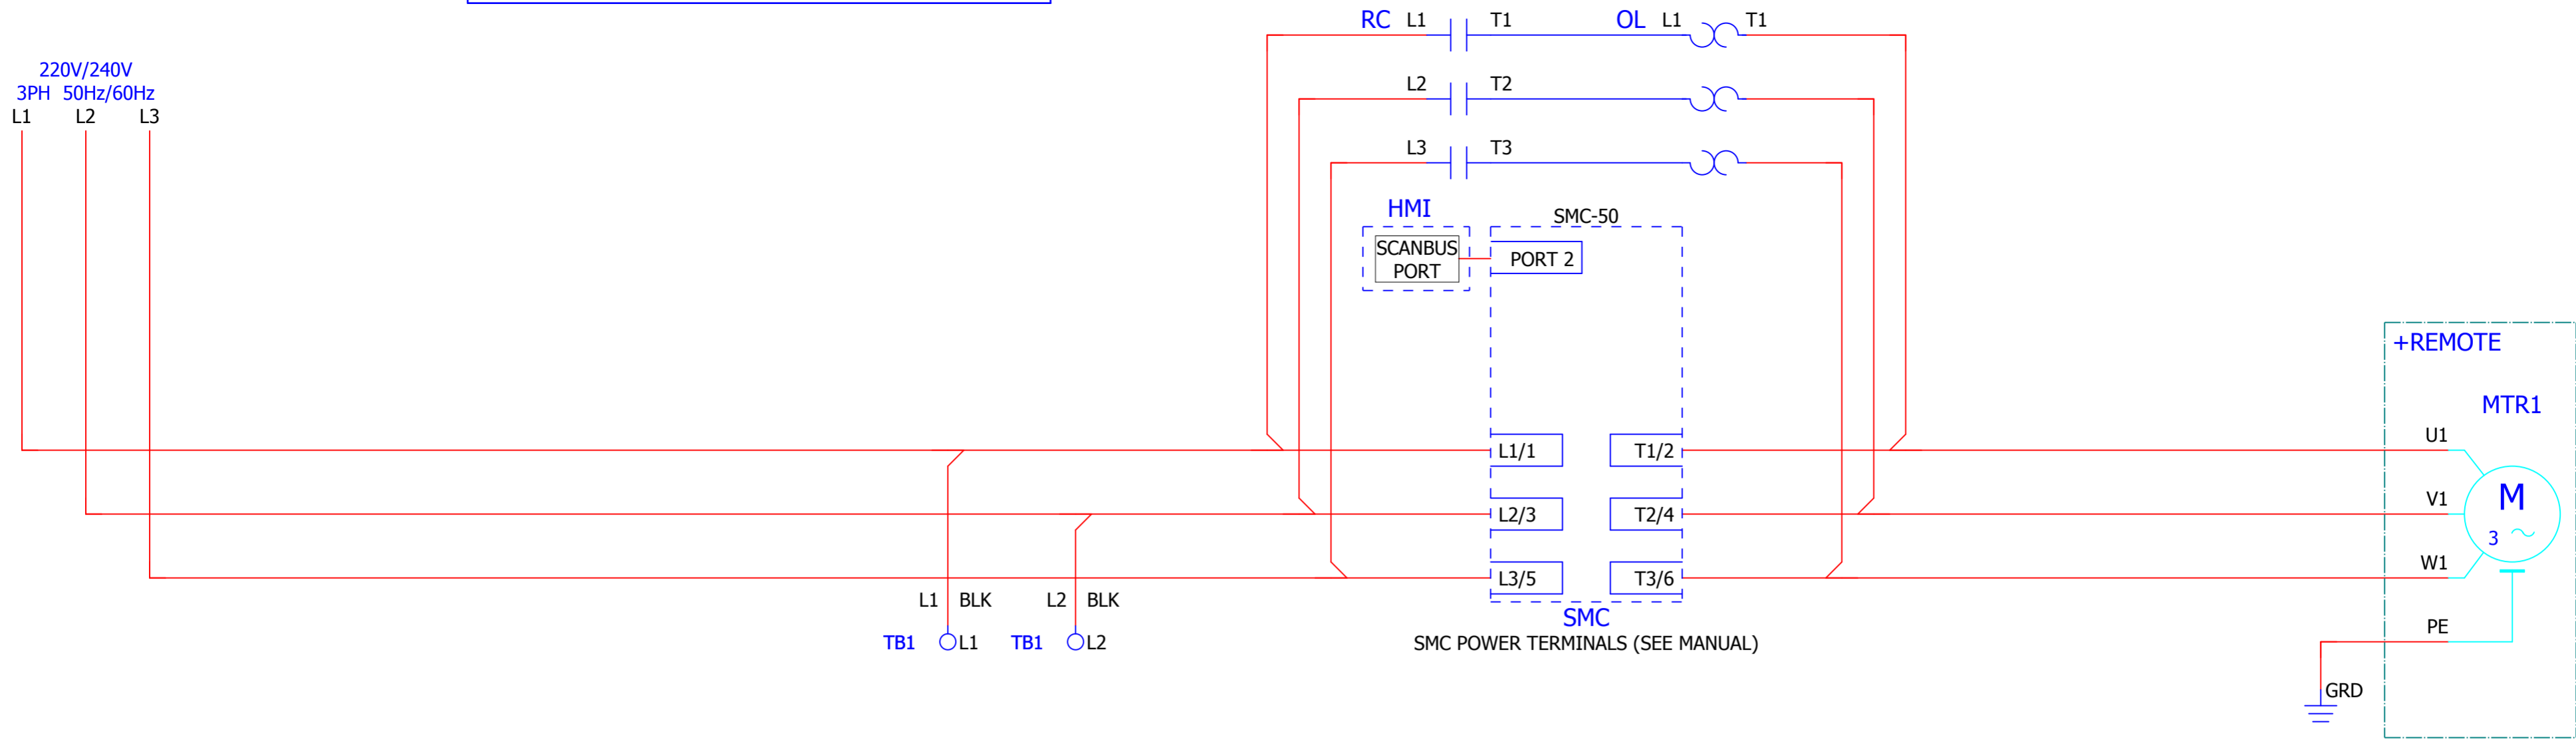 RC L1 T1 OL L1 T1
220V/240V
3PH 50Hz/60Hz
L1 L2 L3
L2 T2
L3 T3
HMI
SMC-50
SCANBUS
PORT
PORT 2
+REMOTE
MTR1
U1
L1/1 T1/2
V1
M
3 ~
L2/3 T2/4
W1
L3/5 T3/6
L1 BLK L2 BLK
SMC
PE
TB1 L1 TB1 L2
SMC POWER TERMINALS (SEE MANUAL)
GRD